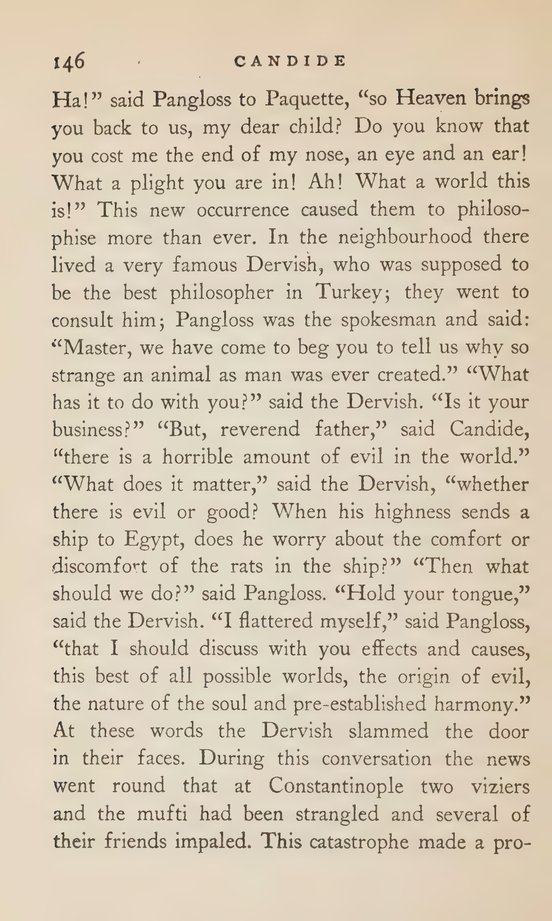 146 CANDIDE
Ha!” said Pangloss to Paquette, “so Heaven brings
you back to us, my dear child? Do you know that
you cost me the end of my nose, an eye and an ear!
What a plight you are in! Ah! What a world this
is!” This new occurrence caused them to philoso-
phise more than ever. In the neighbourhood there
lived a very famous Dervish, who was supposed to
be the best philosopher in Turkey; they went to
consult him; Pangloss was the spokesman and said:
“Master, we have come to beg you to tell us why so
strange an animal as man was ever created.” “What
has it to do with you?” said the Dervish. “Is it your
business?” “But, reverend father,” said Candide,
“there is a horrible amount of evil in the world.”
“What does it matter,” said the Dervish, “whether
there is evil or good? When his highness sends a
ship to Egypt, does he worry about the comfort or
discomfort of the rats in the ship?” “Then what
should we do?” said Pangloss. “Hold your tongue,”
said the Dervish. “I flattered myself,” said Pangloss,
“that I should discuss with you effects and causes,
this best of all possible worlds, the origin of evil,
the nature of the soul and pre-established harmony.”
At these words the Dervish slammed the door
in their faces. During this conversation the news
went round that at Constantinople two viziers
and the mufti had been strangled and several of
their friends impaled. This catastrophe made a pro-